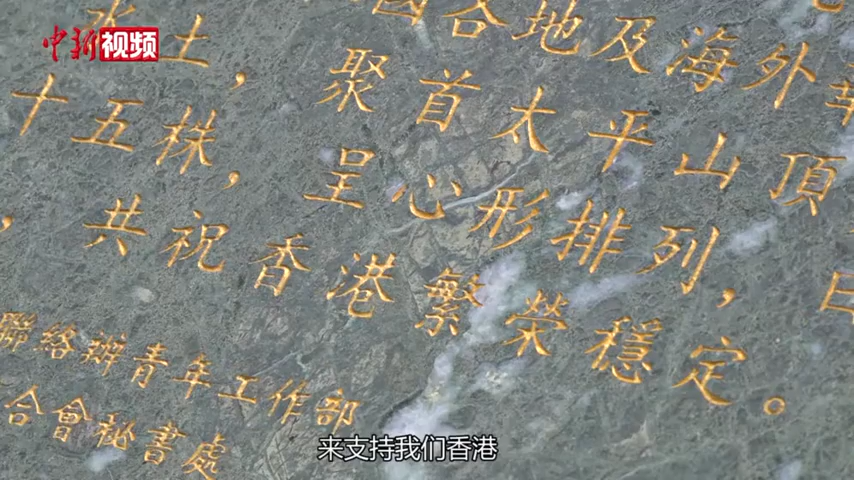 中新视频
各地及海外
水土，聚首太平山頂
十五株，呈心形排列，
，共祝香港繁榮穩定。
聯絡辦青年工作部
合會秘書處
来支持我们香港